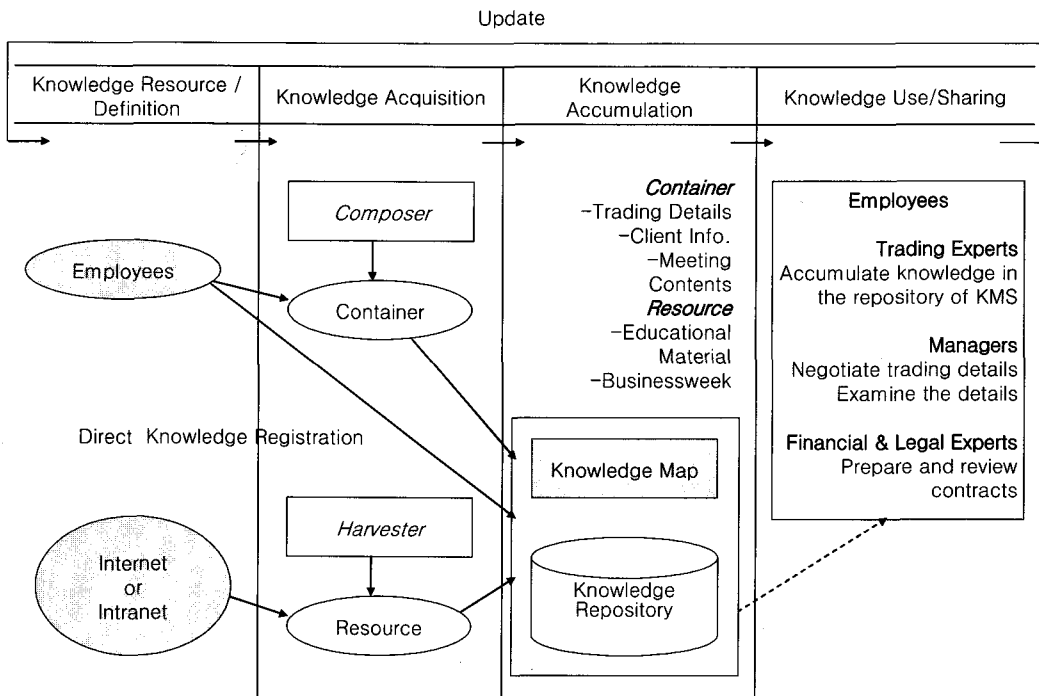 Update
Knowledge Resource /
Definition
Knowledge Acquisition
Knowledge
Accumulation
Knowledge Use/Sharing
Employees
Composer
Container
Container
-Trading Details
-Client Info.
-Meeting
Contents
Resource
-Educational
Material
-Businessweek
Employees
Trading Experts
Accumulate knowledge in
the repository of KMS
Managers
Negotiate trading details
Examine the details
Financial & Legal Experts
Prepare and review
contracts
Direct Knowledge Registration
Knowledge Map
Internet
or
Intranet
Harvester
Resource
Knowledge
Repository